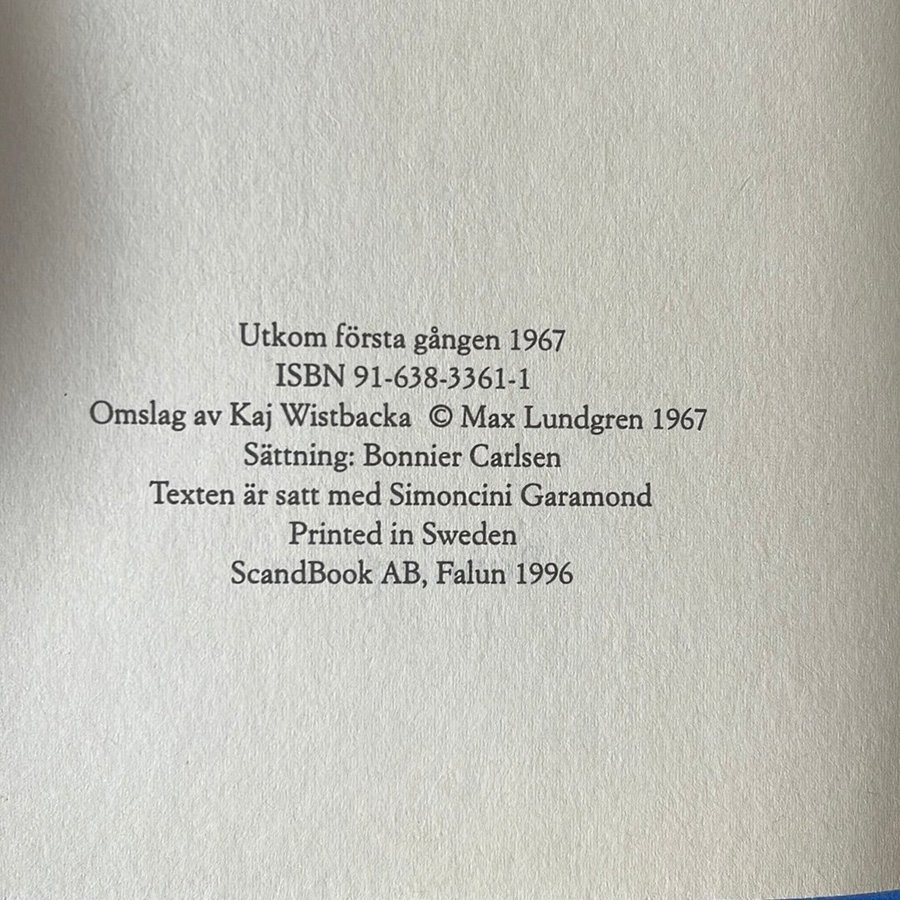 Utkom första gången 1967
ISBN 91-638-3361-1
Omslag av Kaj Wistbacka © Max Lundgren 1967
Sättning: Bonnier Carlsen
Texten är satt med Simoncini Garamond
Printed in Sweden
ScandBook AB, Falun 1996